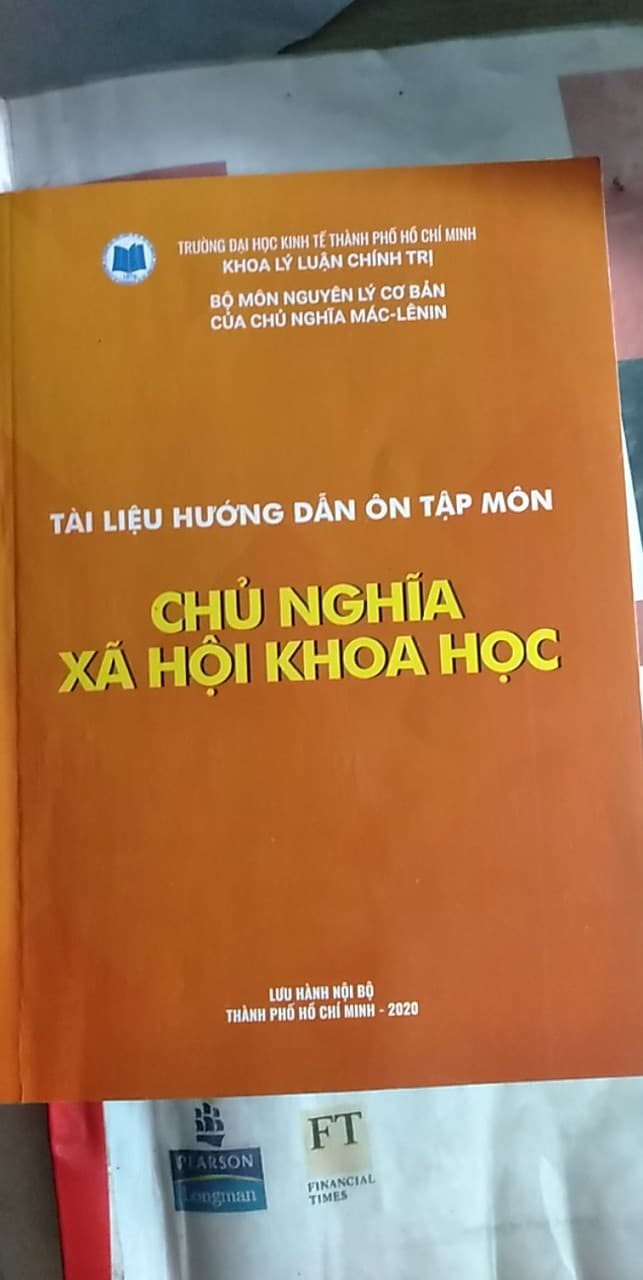 TRƯỜNG ĐẠI HỌC KINH TẾ THÀNH PHỐ HỒ CHÍ MINH
KHOA LÝ LUẬN CHÍNH TRỊ
BỘ MÔN NGUYÊN LÝ CƠ BẢN
CỦA CHỦ NGHĨA MÁC-LÊNIN
TÀI LIỆU HƯỚNG DẪN ÔN TẬP MÔN
CHỦ NGHĨA
XÃ HỘI KHOA HỌC
LƯU HÀNH NỘI BỘ
THÀNH PHỐ HỒ CHÍ MINH - 2020
PEARSON
Longman
FT
FINANCIAL
TIMES